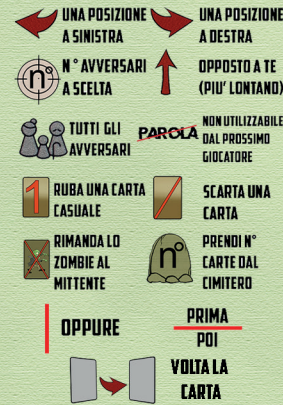 UNA POSIZIONE
A SINISTRA
UNA POSIZIONE
A DESTRA
n°
N° AVVERSARI
A SCELTA
OPPOSTO A TE
(PIU' LONTANO)
TUTTI GLI
AVVERSARI
PAROLA
NON UTILIZZABILE
DAL PROSSIMO
GIOCATORE
1
RUBA UNA CARTA
CASUALE
SCARTA UNA
CARTA
RIMANDA LO
ZOMBIE AL
MITTENTE
n°
PRENDI N°
CARTE DAL
CIMITERO
OPPURE
PRIMA
POI
VOLTA LA
CARTA